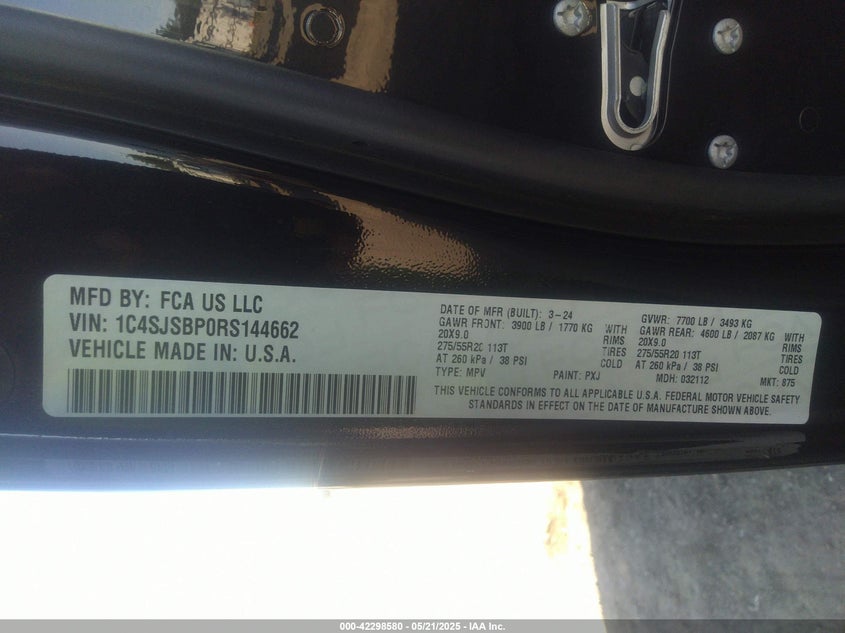 MFD BY: FCA US LLC
VIN: 1C4SJSBP0RS144662
VEHICLE MADE IN: U.S.A.
DATE OF MFR (BUILT): 3-24 GVWR: 7700 LB / 3493 KG
GAWR FRONT: 3900 LB / 1770 KG WITH GAWR REAR: 4600 LB / 2087 KG WITH
20X9.0 RIMS 20X9.0 RIMS
275/55R20 113T TIRES 275/55R20 113T TIRES
AT 260 kPa / 38 PSI COLD AT 260 kPa / 38 PSI COLD
TYPE: MPV PAINT: PXJ MDH: 032112 MKT: 875
THIS VEHICLE CONFORMS TO ALL APPLICABLE U.S.A. FEDERAL MOTOR VEHICLE SAFETY
STANDARDS IN EFFECT ON THE DATE OF MANUFACTURE SHOWN ABOVE.
000-42298580 - 05/21/2025 - IAA Inc.